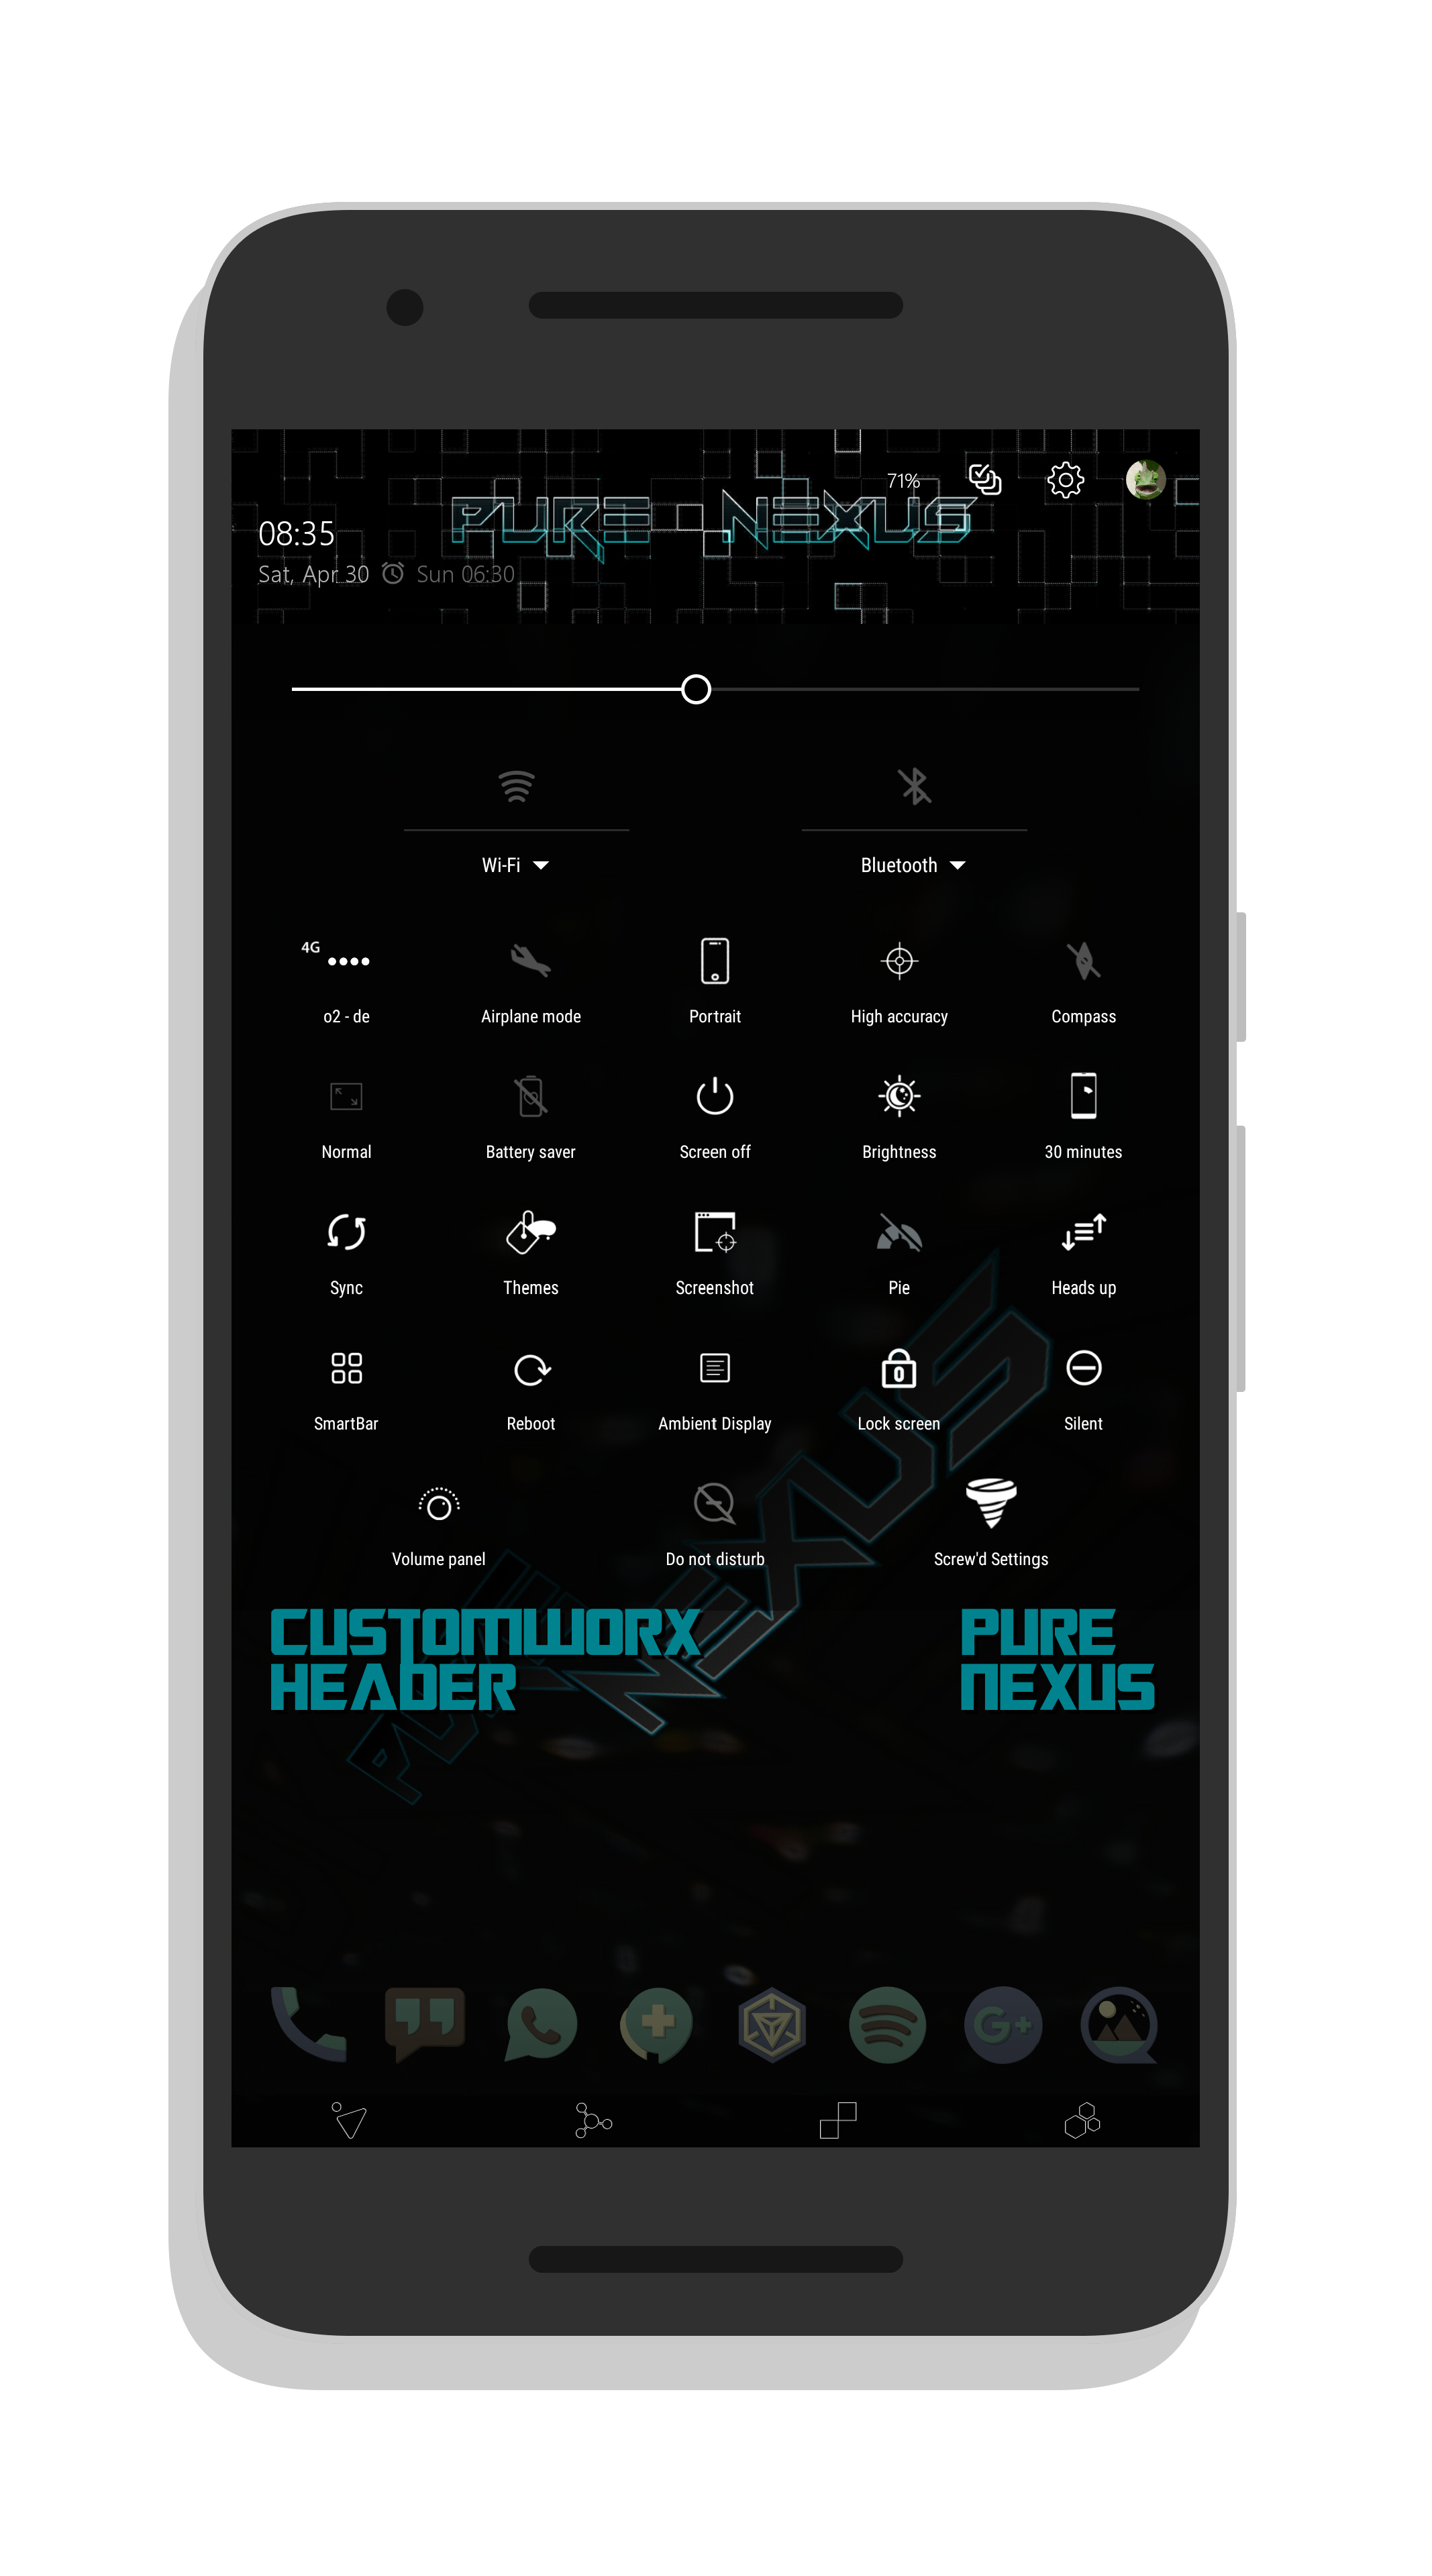 71%
PURE NEXUS
08:35
Sat, Apr 30 Sun 06:30
Wi-Fi Bluetooth
4G
o2 - de Airplane mode Portrait High accuracy Compass
Normal Battery saver Screen off Brightness 30 minutes
Sync Themes Screenshot Pie Heads up
SmartBar Reboot Ambient Display Lock screen Silent
Volume panel Do not disturb Screw'd Settings
CUSTOMWORX PURE
HEADER NEXUS
PURE NEXUS
G+